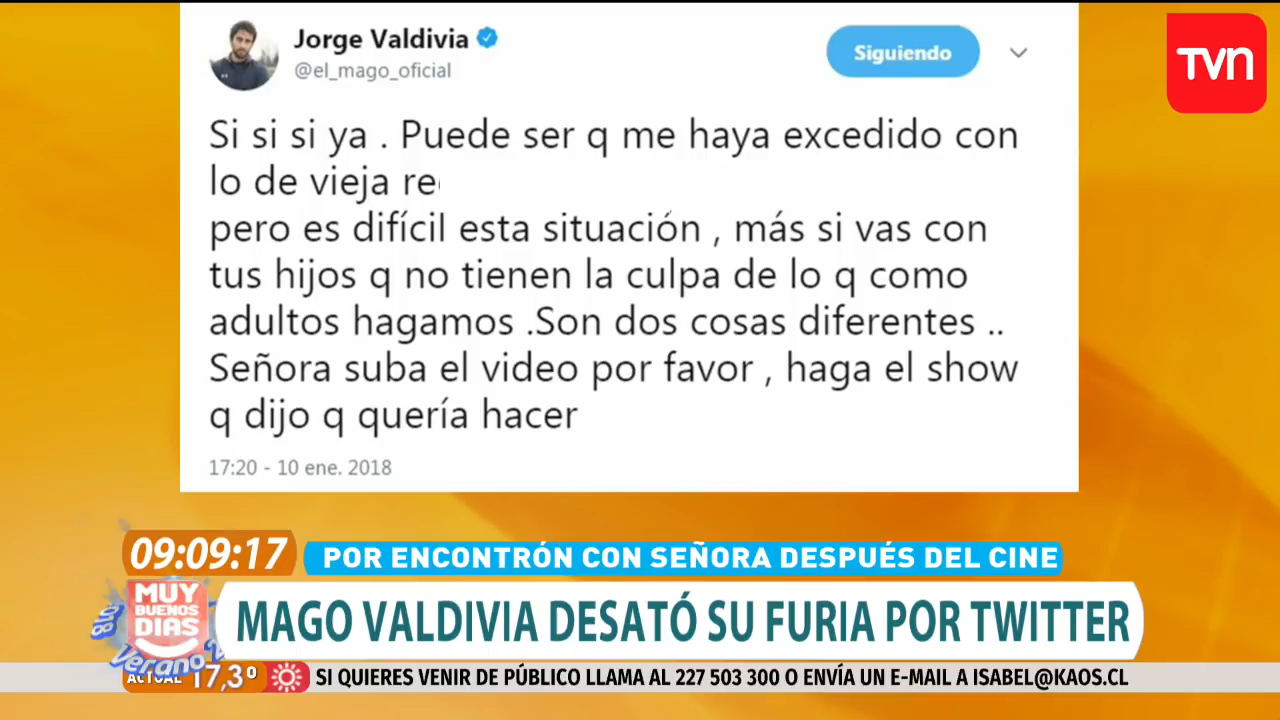 Jorge Valdivia
@el_mago_oficial
Siguiendo
TVN
Si si si ya . Puede ser q me haya excedido con
lo de vieja re
pero es difícil esta situación , más si vas con
tus hijos q no tienen la culpa de lo q como
adultos hagamos .Son dos cosas diferentes ..
Señora suba el video por favor , haga el show
q dijo q quería hacer
17:20 - 10 ene. 2018
09:09:17
POR ENCONTRÓN CON SEÑORA DESPUÉS DEL CINE
MUY
BUENOS
DÍAS
Verano
MAGO VALDIVIA DESATÓ SU FURIA POR TWITTER
ACTUAL 17,3º
SI QUIERES VENIR DE PÚBLICO LLAMA AL 227 503 300 O ENVÍA UN E-MAIL A ISABEL@KAOS.CL